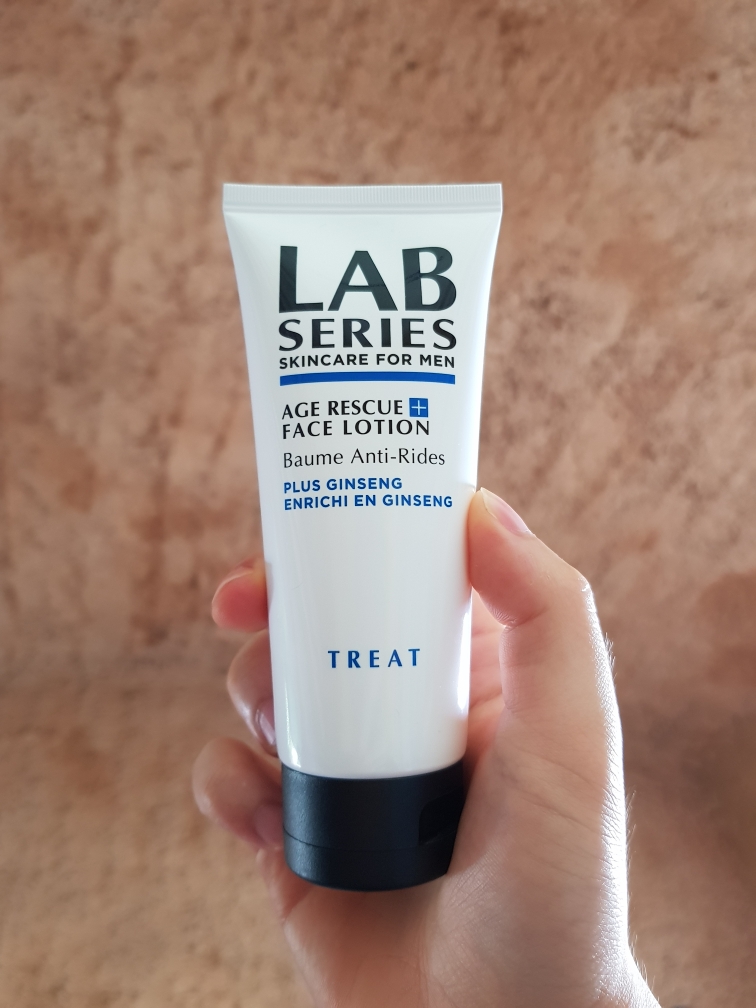 LAB
SERIES
SKINCARE FOR MEN
AGE RESCUE +
FACE LOTION
Baume Anti-Rides
PLUS GINSENG
ENRICHI EN GINSENG
TREAT